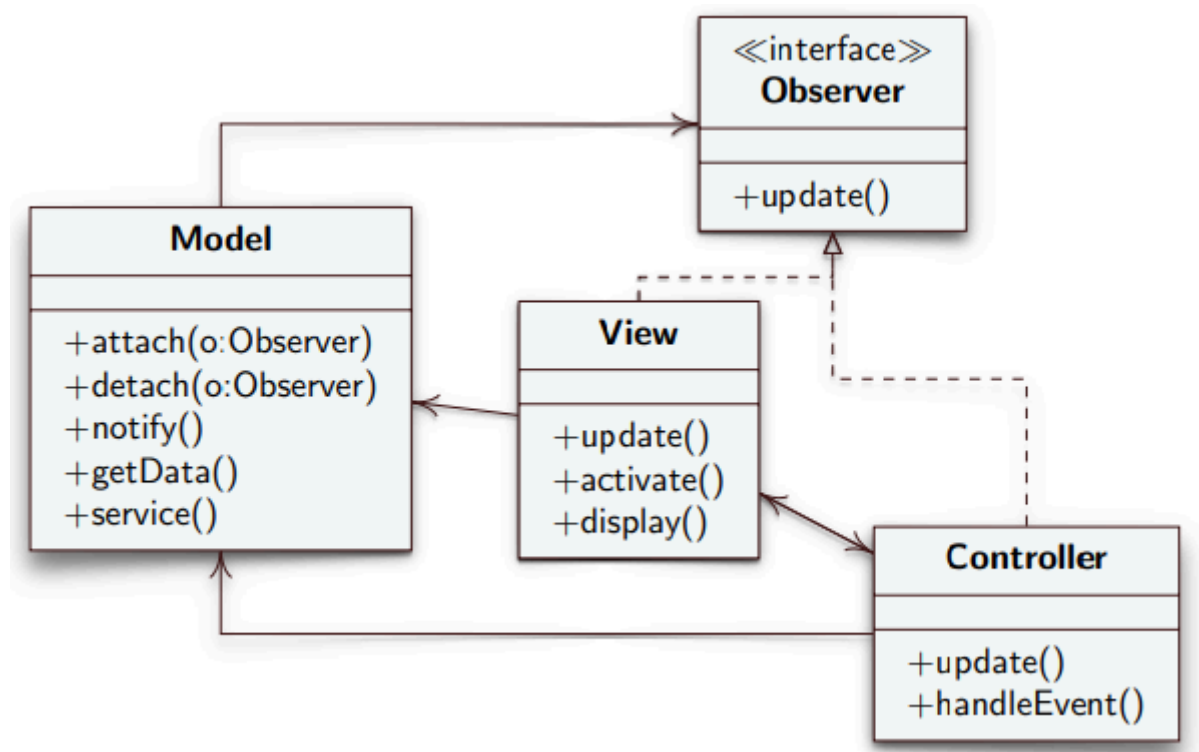 ≪interface≫
Observer
+update()
Model
+attach(o:Observer)
+detach(o:Observer)
+notify()
+getData()
+service()
View
+update()
+activate()
+display()
Controller
+update()
+handleEvent()